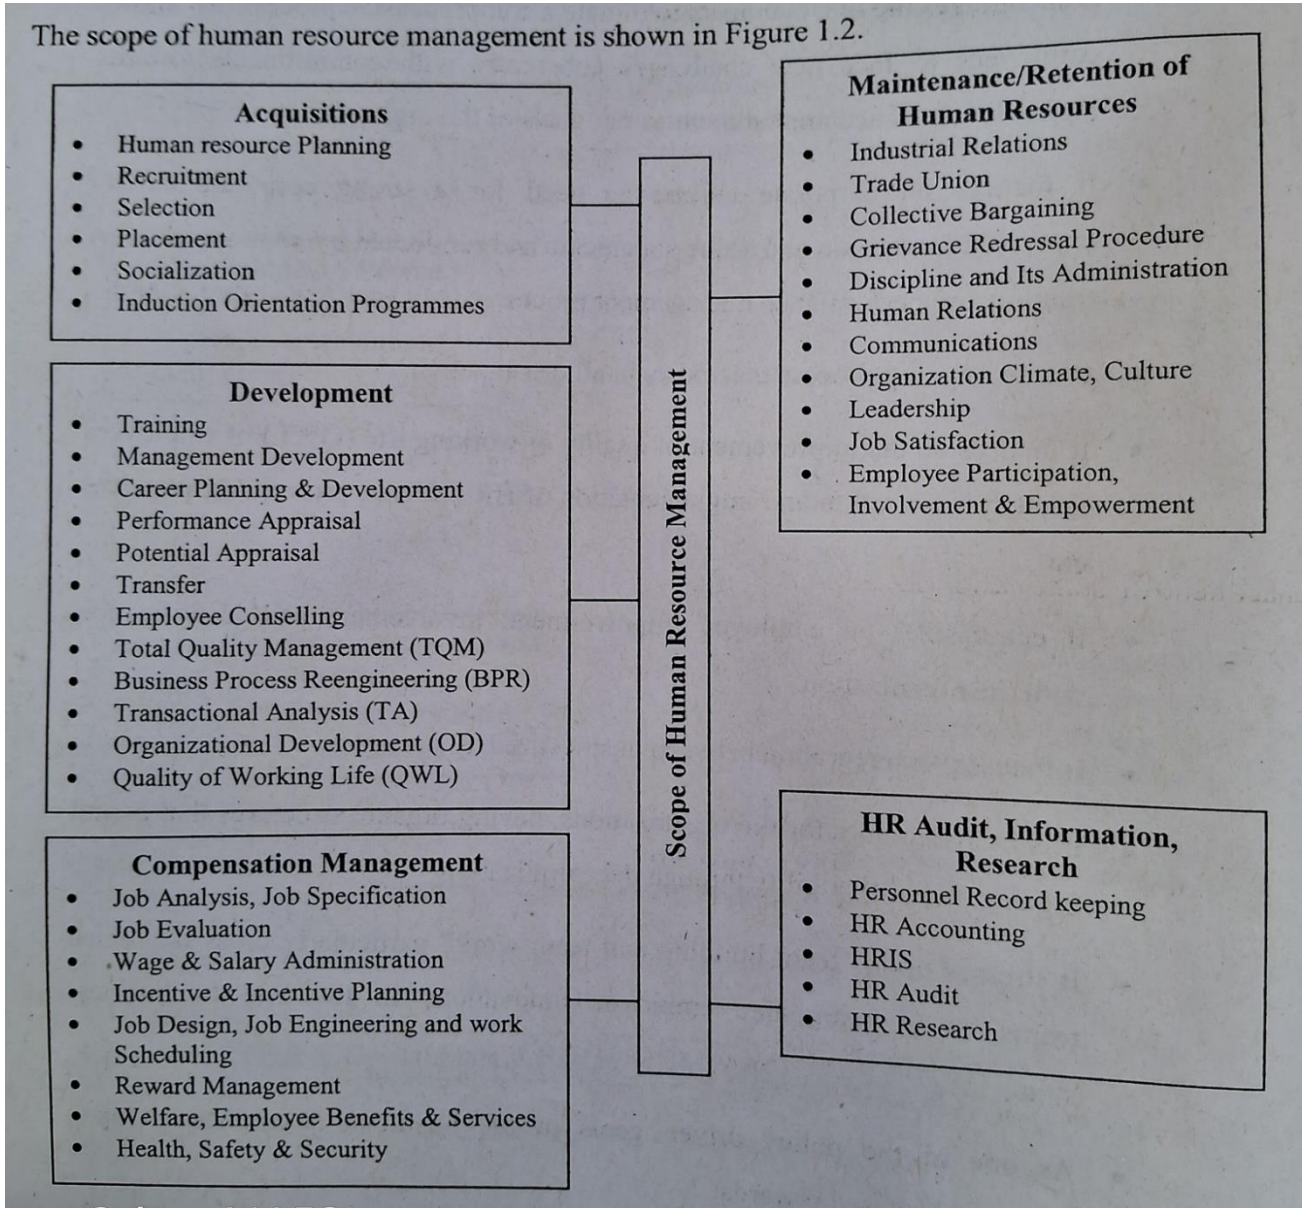 The scope of human resource management is shown in Figure 1.2.
Acquisitions
• Human resource Planning
• Recruitment
• Selection
• Placement
• Socialization
• Induction Orientation Programmes
Development
• Training
• Management Development
• Career Planning & Development
• Performance Appraisal
• Potential Appraisal
• Transfer
• Employee Conselling
• Total Quality Management (TQM)
• Business Process Reengineering (BPR)
• Transactional Analysis (TA)
• Organizational Development (OD)
• Quality of Working Life (QWL)
Compensation Management
• Job Analysis, Job Specification
• Job Evaluation
• Wage & Salary Administration
• Incentive & Incentive Planning
• Job Design, Job Engineering and work
Scheduling
• Reward Management
• Welfare, Employee Benefits & Services
• Health, Safety & Security
Scope of Human Resource Management
Maintenance/Retention of
Human Resources
• Industrial Relations
• Trade Union
• Collective Bargaining
• Grievance Redressal Procedure
• Discipline and Its Administration
• Human Relations
• Communications
• Organization Climate, Culture
• Leadership
• Job Satisfaction
• Employee Participation,
Involvement & Empowerment
HR Audit, Information,
Research
• Personnel Record keeping
• HR Accounting
• HRIS
• HR Audit
• HR Research